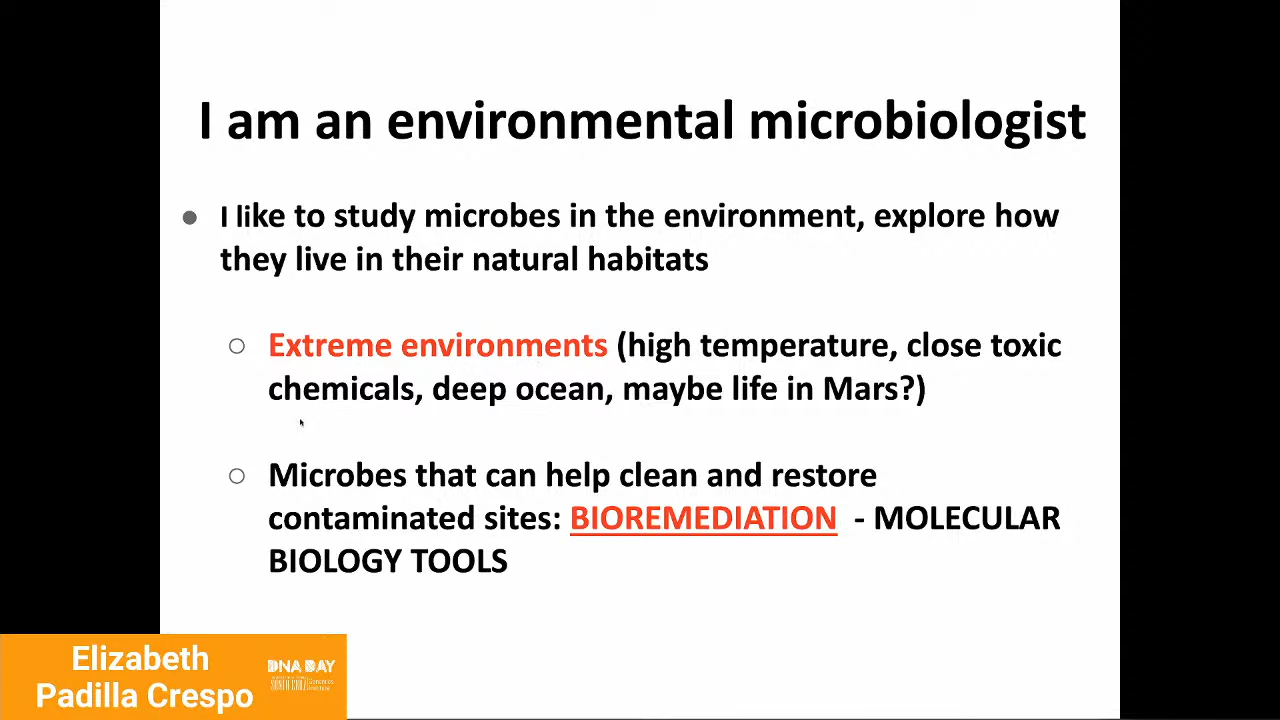 I am an environmental microbiologist
● I like to study microbes in the environment, explore how
they live in their natural habitats
○ Extreme environments (high temperature, close toxic
chemicals, deep ocean, maybe life in Mars?)
○ Microbes that can help clean and restore
contaminated sites: BIOREMEDIATION - MOLECULAR
BIOLOGY TOOLS
Elizabeth
Padilla Crespo
DNA DAY